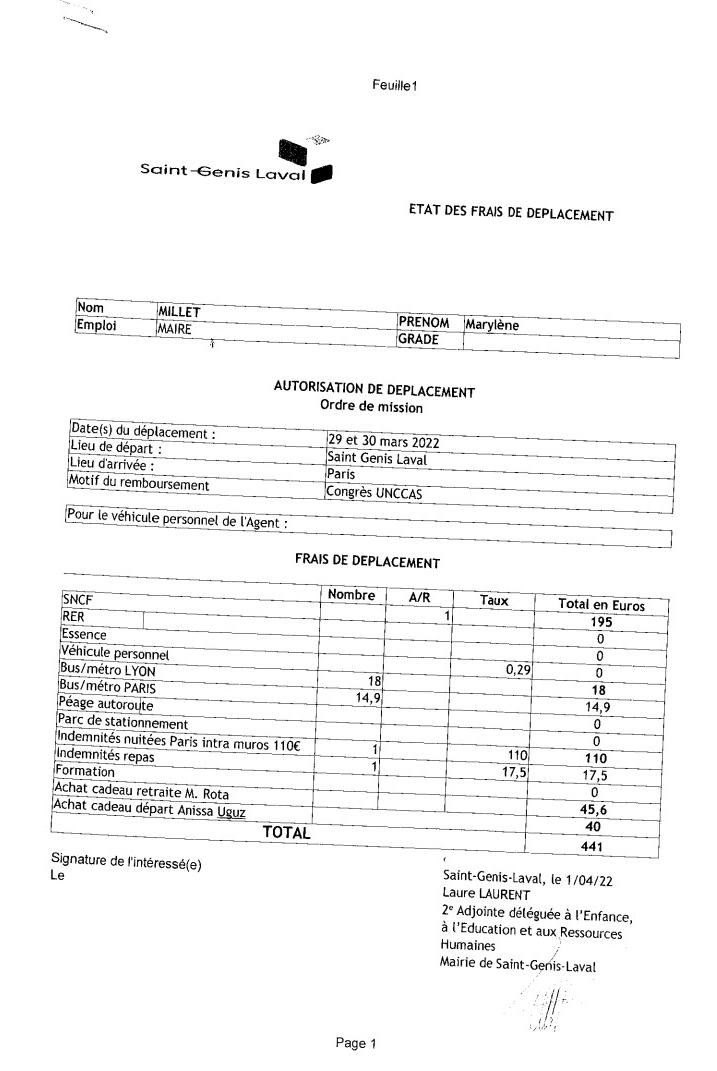 Feuille1
Saint-Genis Laval
ETAT DES FRAIS DE DEPLACEMENT
Nom MILLET PRENOM Marylène
Emploi MAIRE GRADE
AUTORISATION DE DEPLACEMENT
Ordre de mission
Date(s) du déplacement : 29 et 30 mars 2022
Lieu de départ : Saint Genis Laval
Lieu d'arrivée : Paris
Motif du remboursement Congrès UNCCAS
Pour le véhicule personnel de l'Agent :
FRAIS DE DEPLACEMENT
Nombre A/R Taux Total en Euros
SNCF 1 195
RER 0
Essence 0
Véhicule personnel 0,29 0
Bus/métro LYON 18 18
Bus/métro PARIS 14,9 14,9
Péage autoroute 0
Parc de stationnement 0
Indemnités nuitées Paris intra muros 110€ 1 110 110
Indemnités repas 1 17,5 17,5
Formation 0
Achat cadeau retraite M. Rota 45,6
Achat cadeau départ Anissa Uguz 40
TOTAL 441
Signature de l'intéressé(e)
Le
Saint-Genis-Laval, le 1/04/22
Laure LAURENT
2e Adjointe déléguée à l'Enfance,
à l'Education et aux Ressources
Humaines
Mairie de Saint-Genis-Laval
Page 1